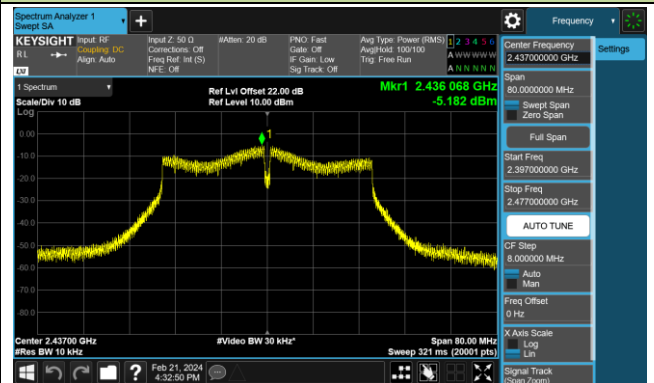 Spectrum Analyzer 1
Swept SA
Frequency
KEYSIGHT
RL
LXI
Input: RF
Coupling: DC
Align: Auto
Input Z: 50 Ω
Corrections: Off
Freq Ref: Int (S)
NFE: Off
#Atten: 20 dB
PNO: Fast
Gate: Off
IF Gain: Low
Sig Track: Off
Avg Type: Power (RMS)
Avg|Hold: 100/100
Trig: Free Run
1 2 3 4 5 6
A W W W W W
A N N N N N
1 Spectrum
Scale/Div 10 dB
Log
Ref Lvl Offset 22.00 dB
Ref Level 10.00 dBm
Mkr1 2.436 068 GHz
-5.182 dBm
1
0.00
-10.0
-20.0
-30.0
-40.0
-50.0
-60.0
-70.0
-80.0
Center 2.43700 GHz
#Res BW 10 kHz
#Video BW 30 kHz*
Span 80.00 MHz
Sweep 321 ms (20001 pts)
Feb 21, 2024
4:32:50 PM
Center Frequency
2.437000000 GHz
Span
80.0000000 MHz
Swept Span
Zero Span
Full Span
Start Freq
2.397000000 GHz
Stop Freq
2.477000000 GHz
AUTO TUNE
CF Step
8.000000 MHz
Auto
Man
Freq Offset
0 Hz
X Axis Scale
Log
Lin
Signal Track
(Span Zoom)
Settings